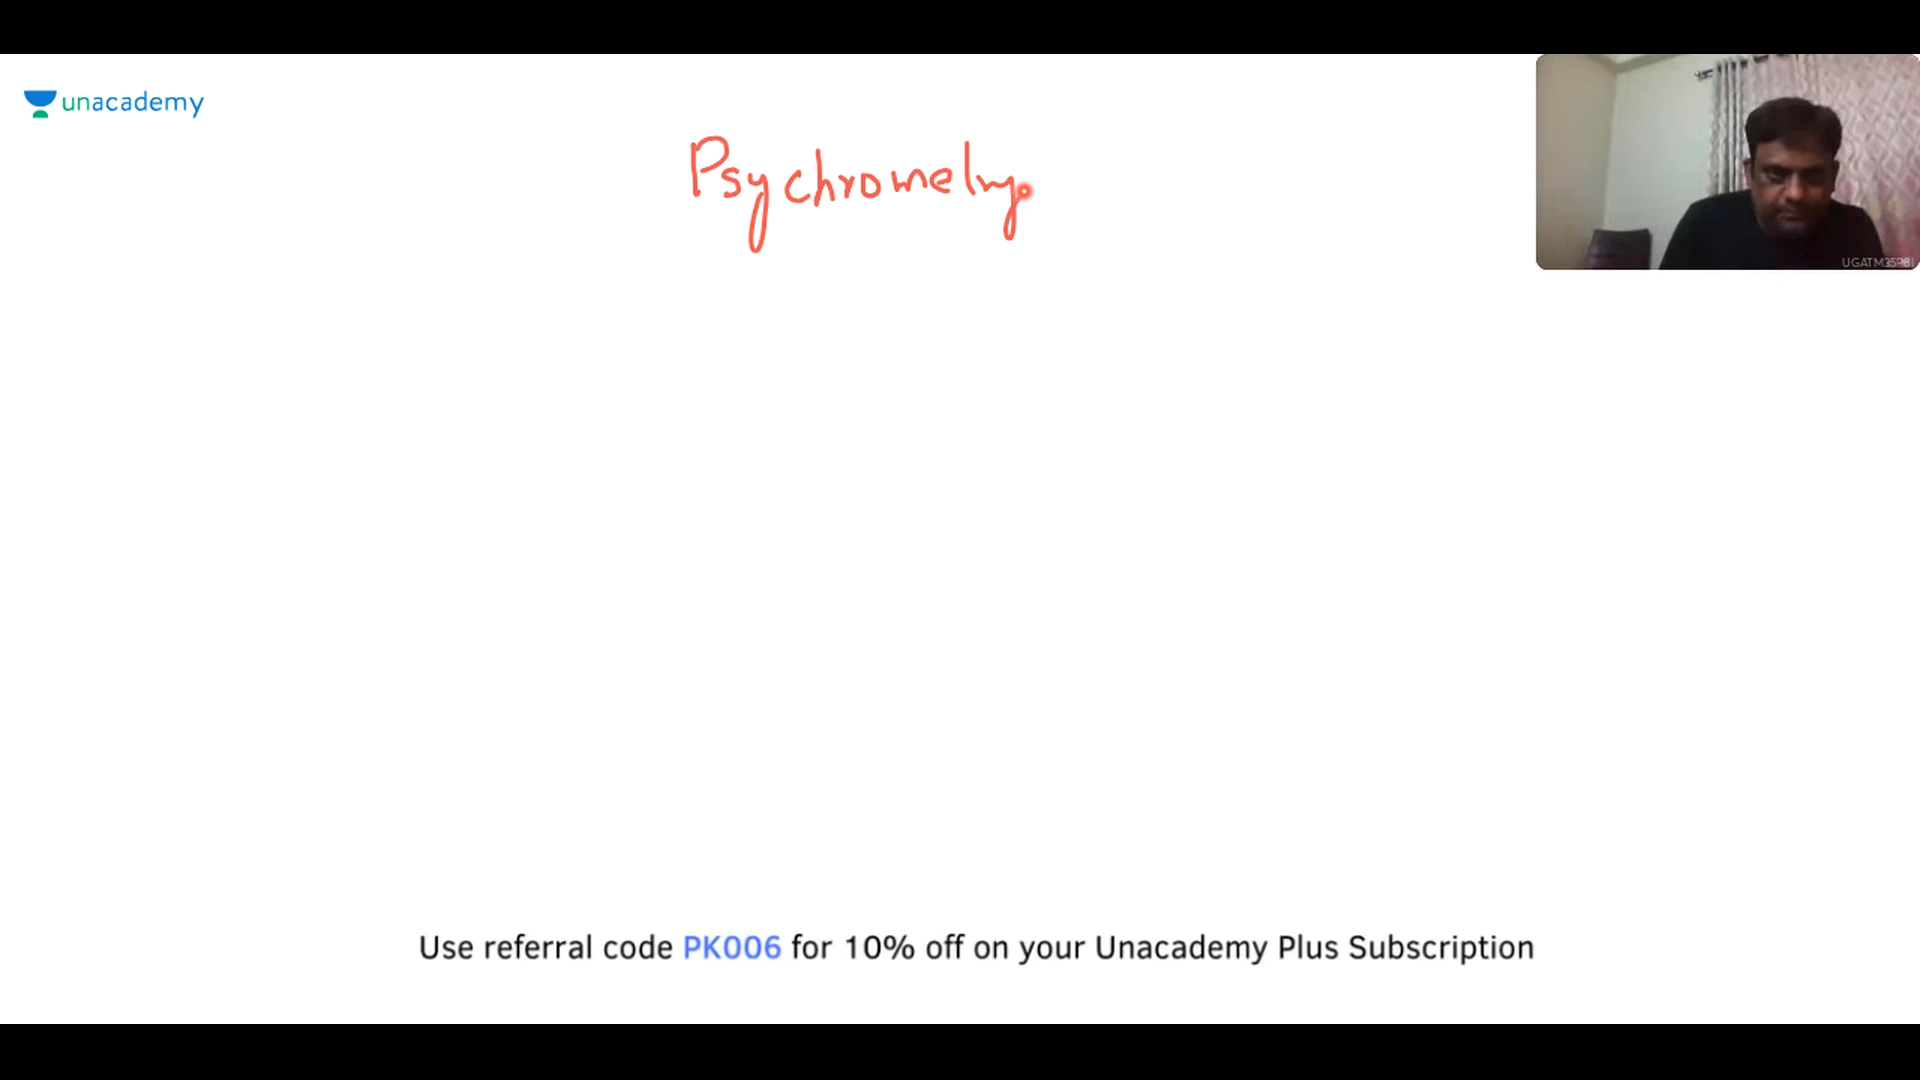 unacademy
Psychrometry
Use referral code PK006 for 10% off on your Unacademy Plus Subscription